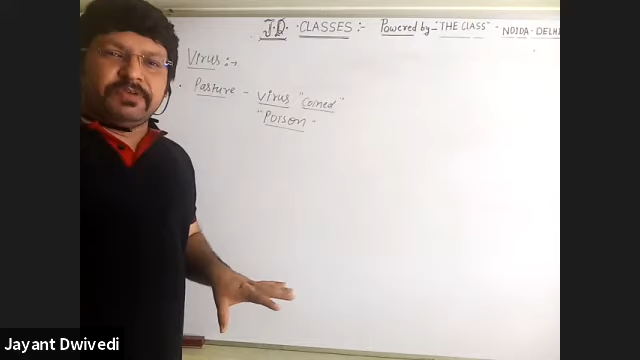 J.D. CLASSES :- Powered by - "THE CLASS" - NOIDA - DELHI
Virus :→
• Pasture - Virus "Coined"
"Poison -
Jayant Dwivedi